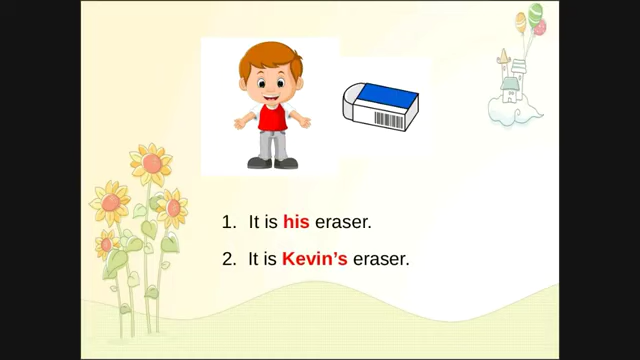 1. It is his eraser.
2. It is Kevin’s eraser.